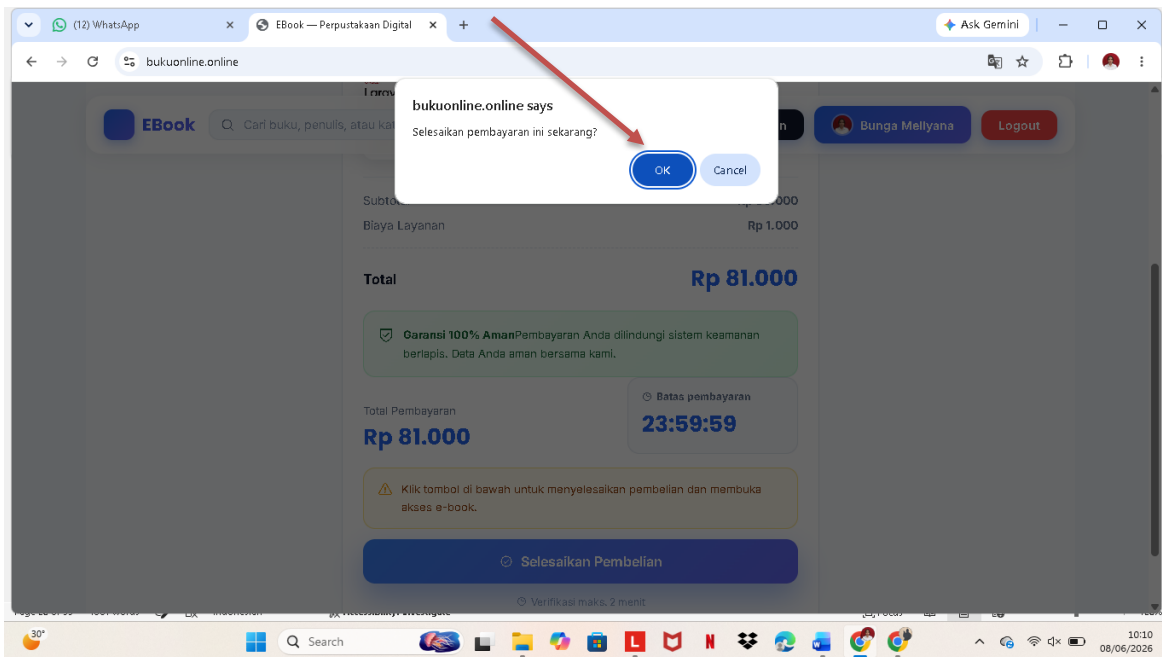 (12) WhatsApp
EBook — Perpustakaan Digital
Ask Gemini
bukuonline.online
bukuonline.online says
Selesaikan pembayaran ini sekarang?
OK
Cancel
EBook
Cari buku, penulis, atau kat
Bunga Mellyana
Logout
Biaya Layanan
Rp 1.000
Total
Rp 81.000
Garansi 100% AmanPembayaran Anda dilindungi sistem keamanan
berlapis. Data Anda aman bersama kami.
Total Pembayaran
Rp 81.000
Batas pembayaran
23:59:59
Klik tombol di bawah untuk menyelesaikan pembelian dan membuka
akses e-book.
Selesaikan Pembelian
Verifikasi maks. 2 menit
30°
Search
10:10
08/06/2026